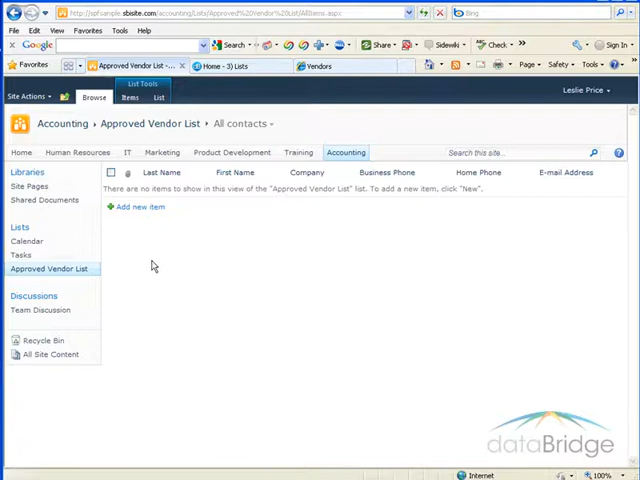 http://spfsample.sbisite.com/accounting/Lists/Approved%20Vendor%20List/AllItems.aspx
Bing
File Edit View Favorites Tools Help
Google Search Share Sidewiki Check Sign In
Favorites Approved Vendor List - ... Home - 3) Lists Vendors Page Safety Tools
List Tools
Site Actions Browse Items List Leslie Price
Accounting Approved Vendor List All contacts
Home Human Resources IT Marketing Product Development Training Accounting Search this site...
Libraries
Site Pages
Shared Documents
Lists
Calendar
Tasks
Approved Vendor List
Discussions
Team Discussion
Recycle Bin
All Site Content
Last Name First Name Company Business Phone Home Phone E-mail Address
There are no items to show in this view of the "Approved Vendor List" list. To add a new item, click "New".
Add new item
dataBridge
Internet 100%